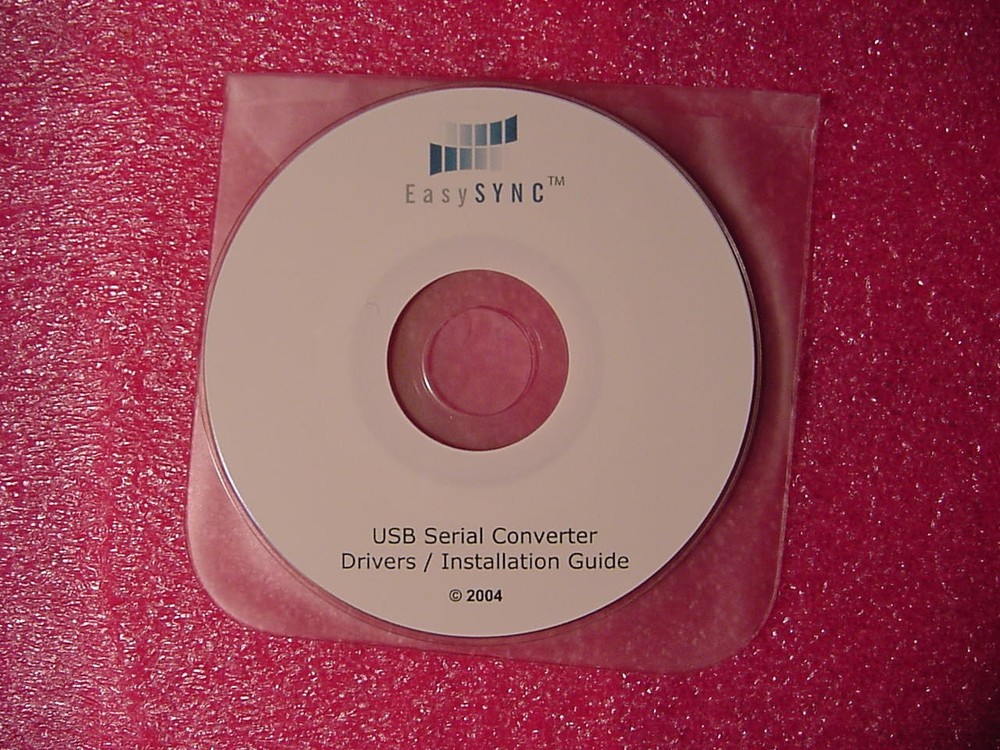 EasySYNC™
USB Serial Converter
Drivers / Installation Guide
© 2004